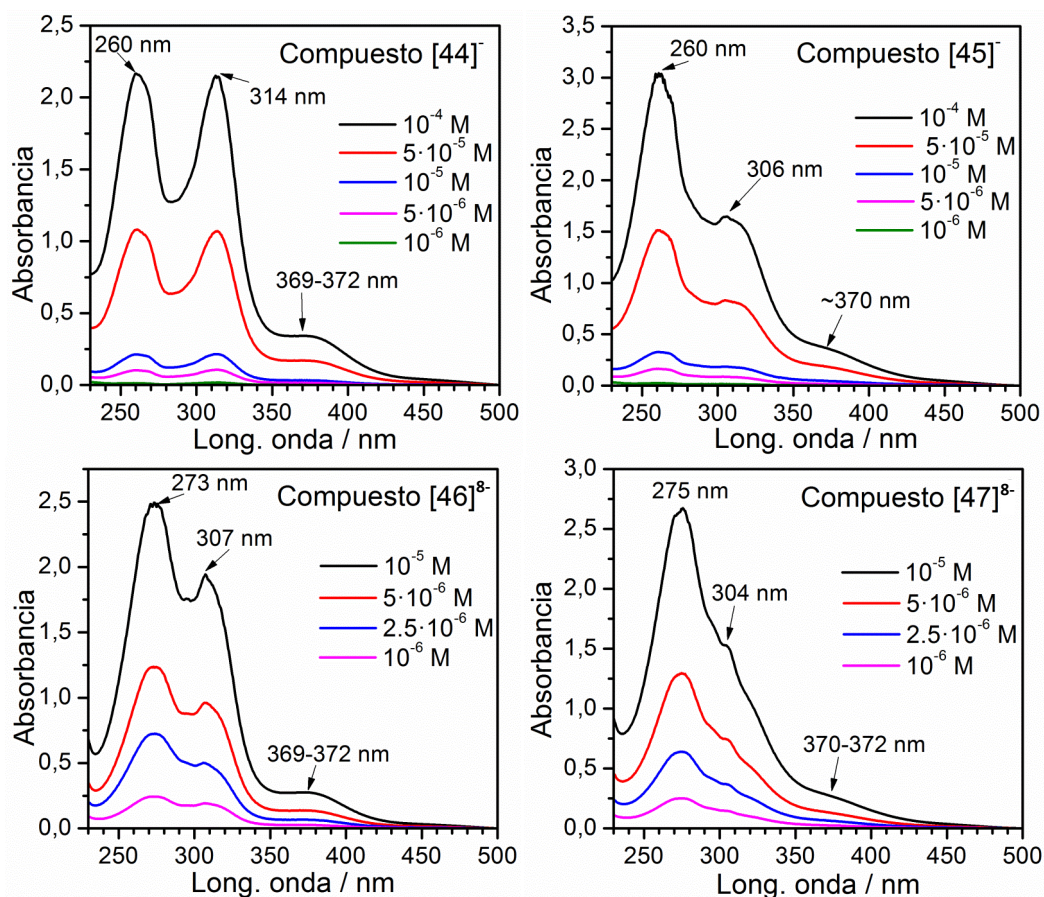 Compuesto [44]⁻
260 nm
314 nm
369-372 nm
10⁻⁴ M
5·10⁻⁵ M
10⁻⁵ M
5·10⁻⁶ M
10⁻⁶ M
Absorbancia
2,5
2,0
1,5
1,0
0,5
0,0
250 300 350 400 450 500
Long. onda / nm
Compuesto [45]⁻
260 nm
306 nm
~370 nm
10⁻⁴ M
5·10⁻⁵ M
10⁻⁵ M
5·10⁻⁶ M
10⁻⁶ M
Absorbancia
3,5
3,0
2,5
2,0
1,5
1,0
0,5
0,0
250 300 350 400 450 500
Long. onda / nm
Compuesto [46]⁸⁻
273 nm
307 nm
369-372 nm
10⁻⁵ M
5·10⁻⁶ M
2.5·10⁻⁶ M
10⁻⁶ M
Absorbancia
3,0
2,5
2,0
1,5
1,0
0,5
0,0
250 300 350 400 450 500
Long. onda / nm
Compuesto [47]⁸⁻
275 nm
304 nm
370-372 nm
10⁻⁵ M
5·10⁻⁶ M
2.5·10⁻⁶ M
10⁻⁶ M
Absorbancia
3,0
2,5
2,0
1,5
1,0
0,5
0,0
250 300 350 400 450 500
Long. onda / nm